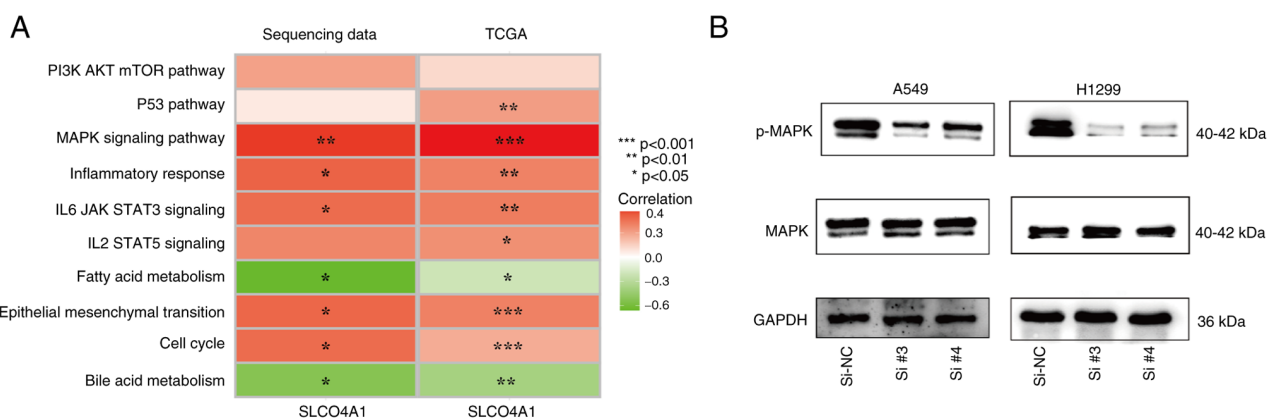 A
Sequencing data
TCGA
PI3K AKT mTOR pathway
P53 pathway
**
MAPK signaling pathway
**
***
Inflammatory response
*
**
IL6 JAK STAT3 signaling
*
**
IL2 STAT5 signaling
*
Fatty acid metabolism
*
*
Epithelial mesenchymal transition
*
***
Cell cycle
*
***
Bile acid metabolism
*
**
SLCO4A1
SLCO4A1
*** p<0.001
** p<0.01
* p<0.05
Correlation
0.4
0.3
0.0
−0.3
−0.6
B
A549
H1299
p-MAPK
40-42 kDa
MAPK
40-42 kDa
GAPDH
36 kDa
Si-NC
Si #3
Si #4
Si-NC
Si #3
Si #4